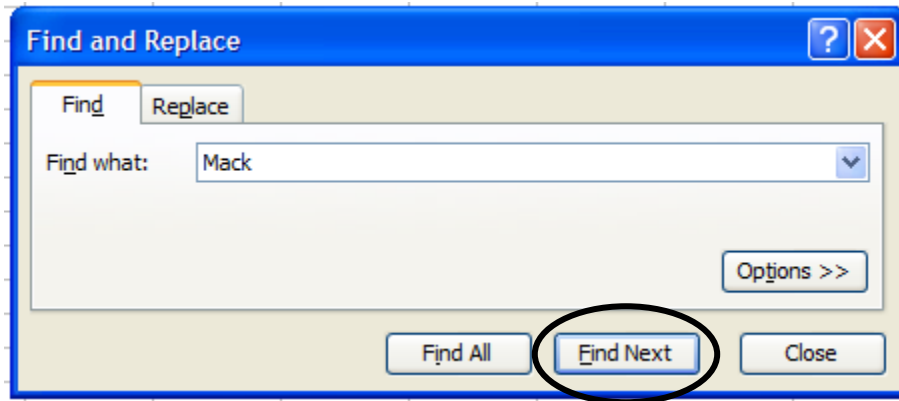 Find and Replace
?
Find Replace
Find what: Mack
Options >>
Find All Find Next Close